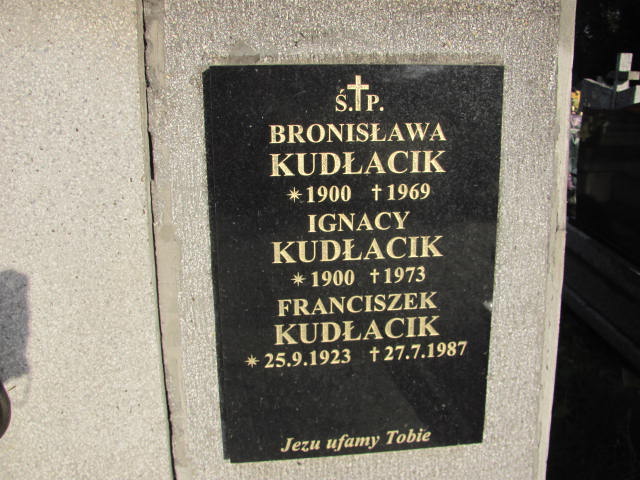 Ś.✝P.
BRONISŁAWA
KUDŁACIK
✴1900 ✝1969
IGNACY
KUDŁACIK
✴1900 ✝1973
FRANCISZEK
KUDŁACIK
✴25.9.1923 ✝27.7.1987
Jezu ufamy Tobie